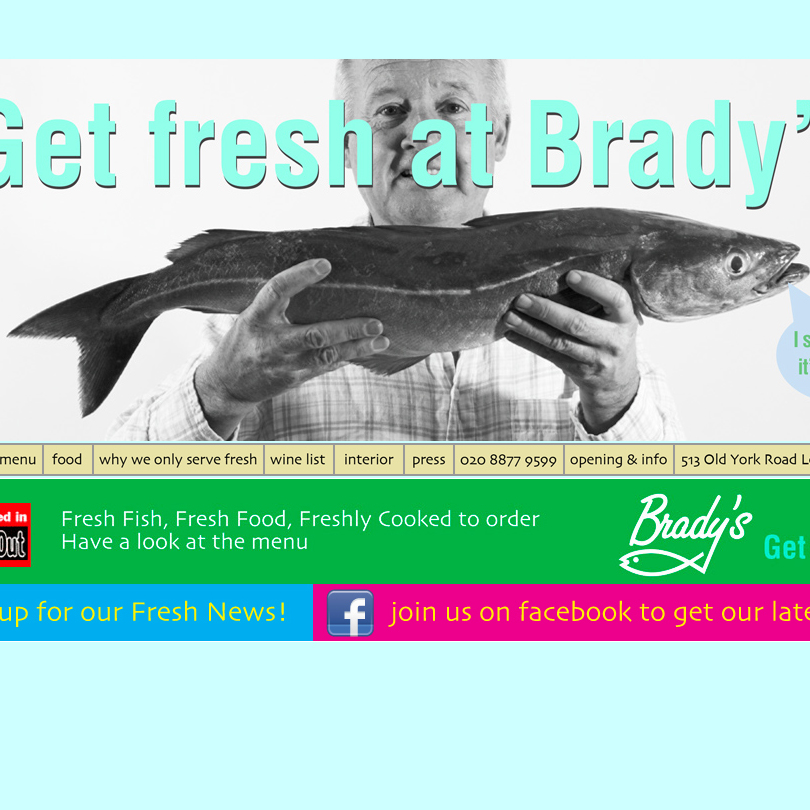 Get fresh at Brady'
I s
it
menu food why we only serve fresh wine list interior press 020 8877 9599 opening & info 513 Old York Road L
ed in
Out
Fresh Fish, Fresh Food, Freshly Cooked to order
Have a look at the menu
Brady's
Get
up for our Fresh News!
f
join us on facebook to get our late